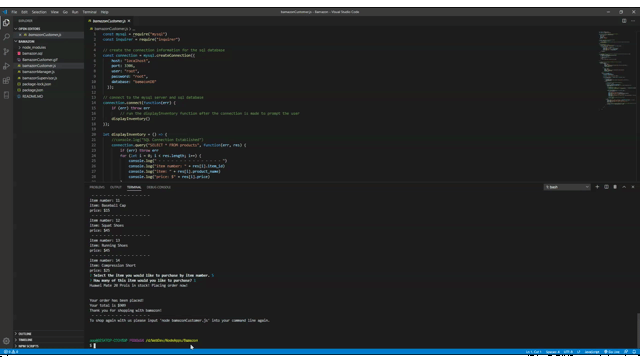 File Edit Selection View Go Run Terminal Help
bamazonCustomer.js - bamazon - Visual Studio Code
EXPLORER
OPEN EDITORS
bamazonCustomer.js
BAMAZON
node_modules
bamazon.sql
bamazonCustomer.gif
bamazonCustomer.js
bamazonManager.js
bamazonSupervisor.js
package-lock.json
package.json
README.MD
OUTLINE
TIMELINE
NPM SCRIPTS
bamazonCustomer.js
const mysql = require("mysql")
const inquirer = require("inquirer")
// create the connection information for the sql database
const connection = mysql.createConnection({
host: "localhost",
port: 3306,
user: "root",
password: "root",
database: "bamazonDB"
});
// connect to the mysql server and sql database
connection.connect(function(err) {
if (err) throw err
// run the displayInventory function after the connection is made to prompt the user
displayInventory()
});
let displayInventory = () => {
//console.log("SQL Connection Established")
connection.query("SELECT * FROM products", function(err, res) {
if (err) throw err
for (let i = 0; i < res.length; i++) {
console.log("item number: " + res[i].item_id)
console.log("item: " + res[i].product_name)
console.log("price: $" + res[i].price)
PROBLEMS OUTPUT TERMINAL DEBUG CONSOLE
1: bash
item number: 11
item: Baseball Cap
price: $15
item number: 12
item: Squat Shoes
price: $45
item number: 13
item: Running Shoes
price: $45
item number: 14
item: Compression Short
price: $25
Select the item you would like to purchase by item number.
How many of this item would you like to purchase?
Huawei Mate 20 Pro is in stock! Placing order now!
Your order has been placed!
Your total is $900
Thank you for shopping with bamazon!
To shop again with us please input 'node bamazonCustomer.js' into your command line again.
$